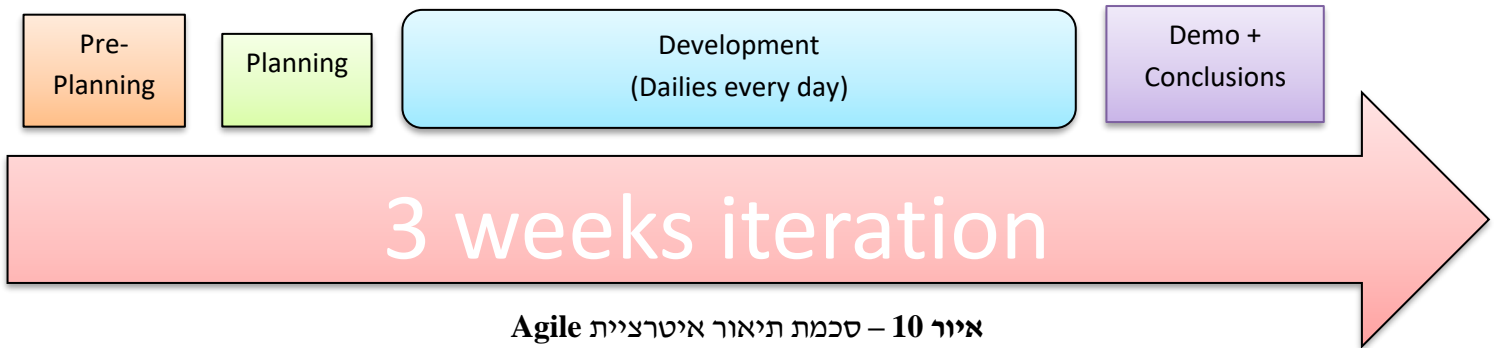 Pre-
Planning
Planning
Development
(Dailies every day)
Demo +
Conclusions
3 weeks iteration
איור 10 – סכמת תיאור איטרציית Agile